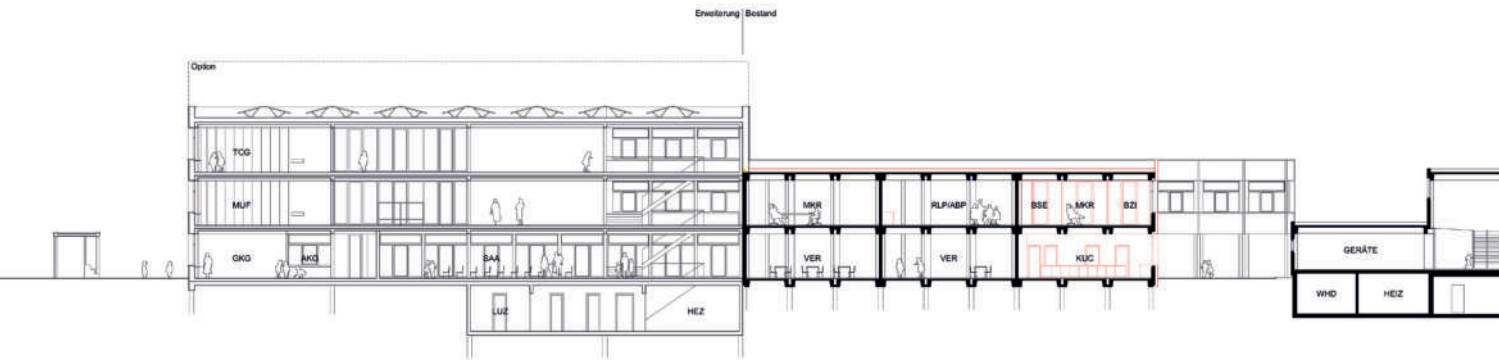 Erweiterung Bestand
Option
TCG
MUF MKR RLP/ABP BSE MKR BZI
GKG AKG SAA VER VER KUC GERÄTE
LUZ HEZ WHD HEIZ